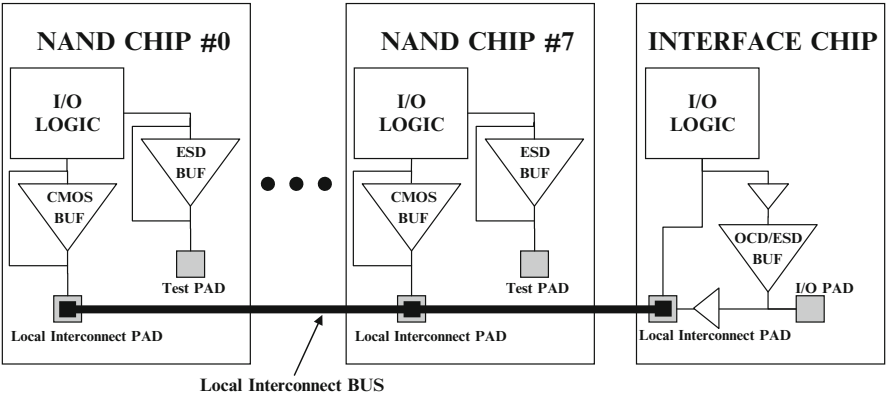 NAND CHIP #0
I/O
LOGIC
ESD
BUF
CMOS
BUF
Test PAD
Local Interconnect PAD
NAND CHIP #7
I/O
LOGIC
ESD
BUF
CMOS
BUF
Test PAD
Local Interconnect PAD
INTERFACE CHIP
I/O
LOGIC
OCD/ESD
BUF
I/O PAD
Local Interconnect PAD
Local Interconnect BUS